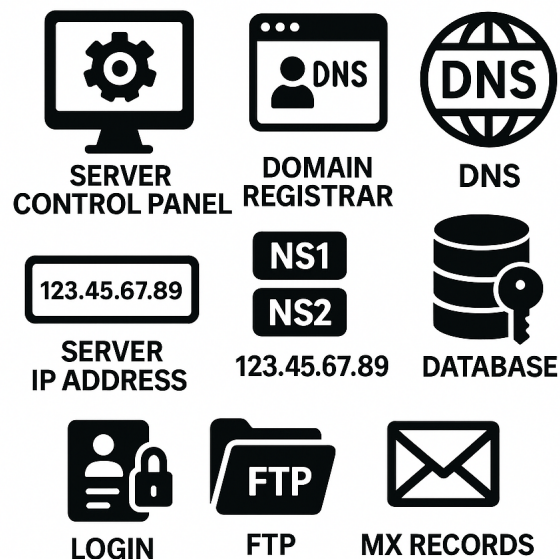 DNS
DNS
SERVER
CONTROL PANEL
DOMAIN
REGISTRAR
DNS
123.45.67.89
NS1
NS2
SERVER
IP ADDRESS
123.45.67.89
DATABASE
FTP
LOGIN
FTP
MX RECORDS